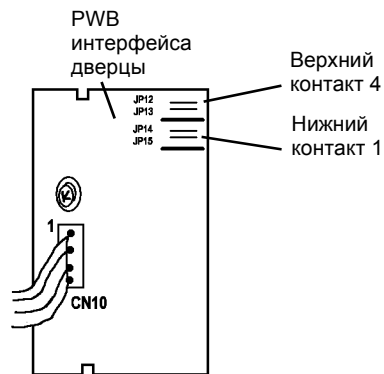 PWB
интерфейса
дверцы
Верхний
контакт 4
Нижний
контакт 1
JP12
JP13
JP14
JP15
1
CN10